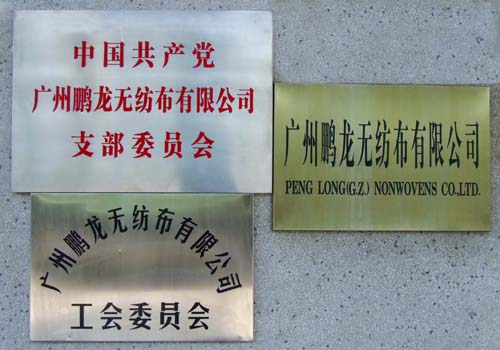 中国共产党
广州鹏龙无纺布有限公司
支部委员会
广州鹏龙无纺布有限公司
PENG LONG(G.Z.) NONWOVENS CO.,LTD.
广州鹏龙无纺布有限公司
工会委员会